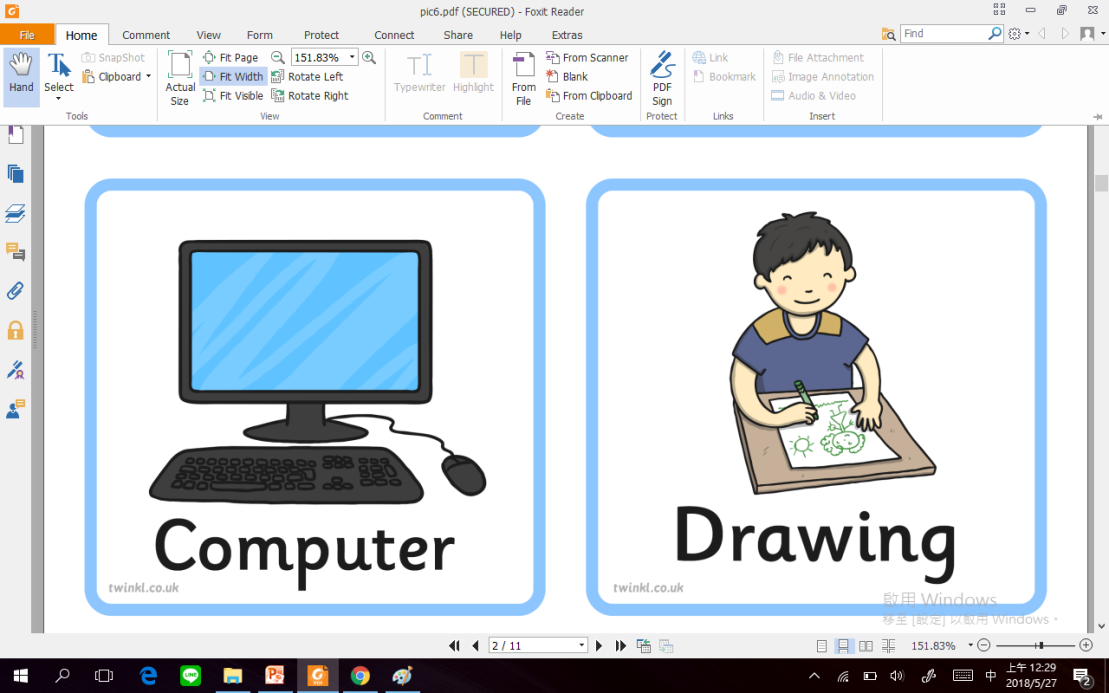 pic6.pdf (SECURED) - Foxit Reader
File Home Comment View Form Protect Connect Share Help Extras
Find
Hand
Select
SnapShot
Clipboard
Tools
Actual Size
Fit Page
Fit Width
Fit Visible
151.83%
Rotate Left
Rotate Right
View
Typewriter
Highlight
Comment
From File
From Scanner
Blank
From Clipboard
Create
PDF Sign
Protect
Link
Bookmark
Links
File Attachment
Image Annotation
Audio & Video
Insert
Computer
twinkl.co.uk
Drawing
twinkl.co.uk
啟用 Windows
移至 [設定] 以啟用 Windows。
2 / 11
151.83%
中
上午 12:29
2018/5/27
2